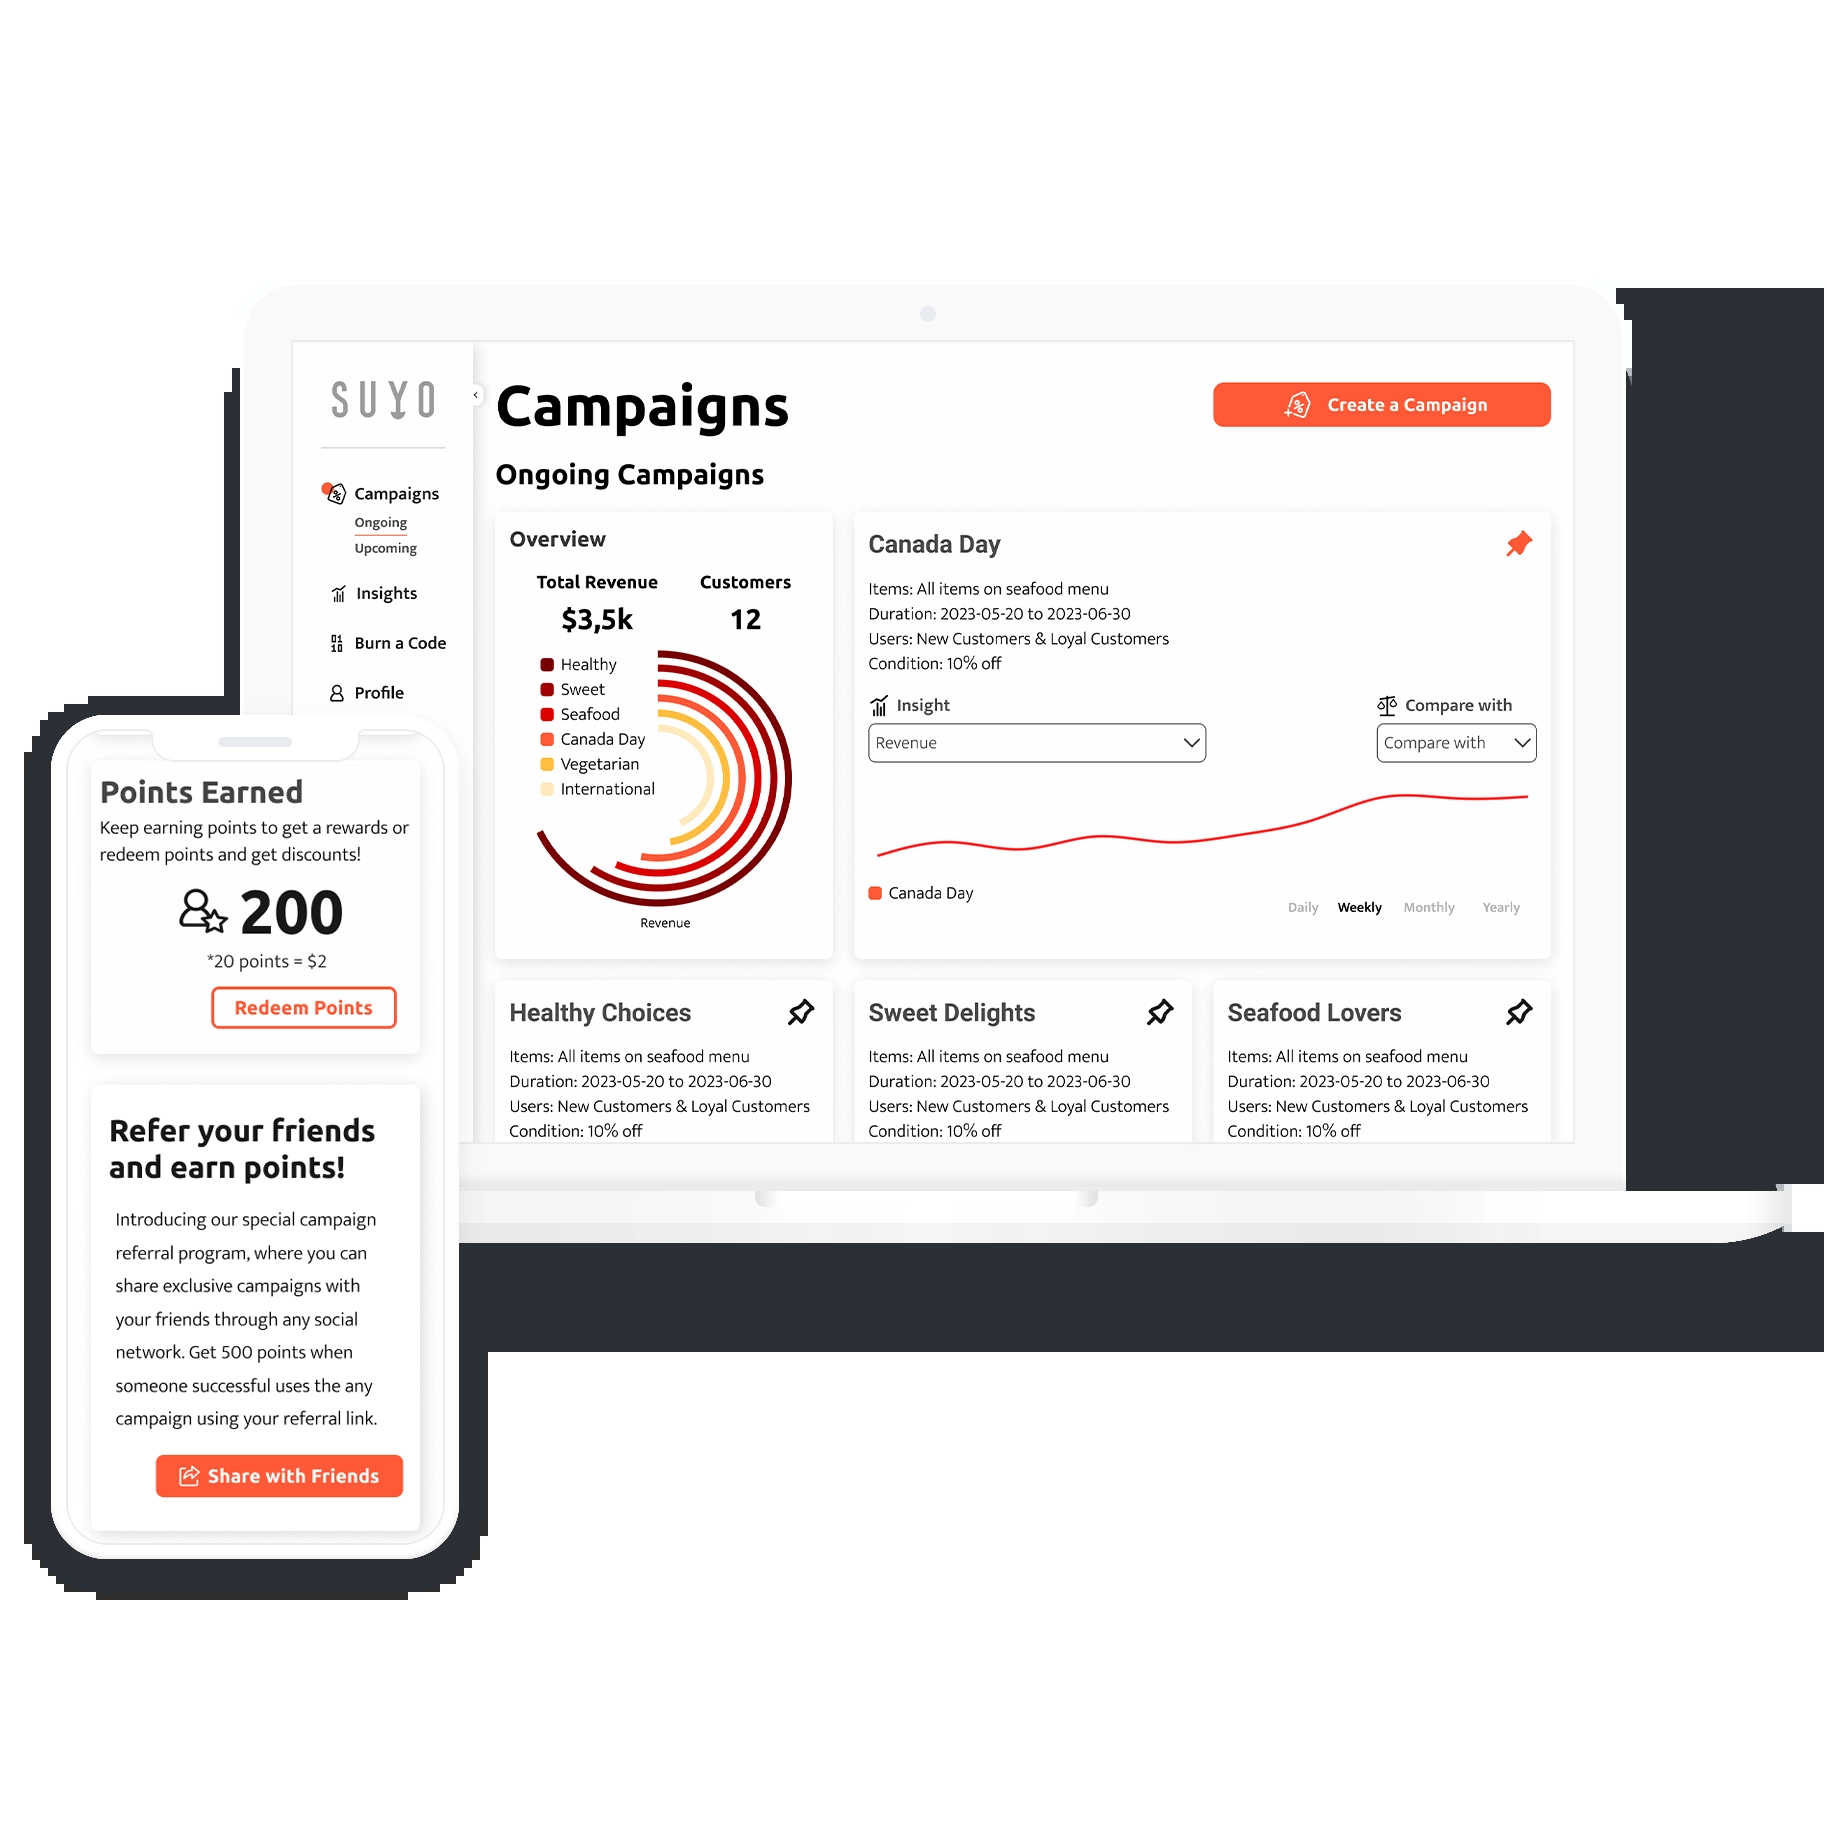 SUYO
Campaigns
Ongoing
Upcoming
Insights
Burn a Code
Profile
Campaigns
Create a Campaign
Ongoing Campaigns
Overview
Total Revenue
Customers
$3,5k
12
Healthy
Sweet
Seafood
Canada Day
Vegetarian
International
Revenue
Canada Day
Items: All items on seafood menu
Duration: 2023-05-20 to 2023-06-30
Users: New Customers & Loyal Customers
Condition: 10% off
Insight
Compare with
Revenue
Compare with
Canada Day
Daily
Weekly
Monthly
Yearly
Healthy Choices
Items: All items on seafood menu
Duration: 2023-05-20 to 2023-06-30
Users: New Customers & Loyal Customers
Condition: 10% off
Sweet Delights
Items: All items on seafood menu
Duration: 2023-05-20 to 2023-06-30
Users: New Customers & Loyal Customers
Condition: 10% off
Seafood Lovers
Items: All items on seafood menu
Duration: 2023-05-20 to 2023-06-30
Users: New Customers & Loyal Customers
Condition: 10% off
Points Earned
Keep earning points to get a rewards or
redeem points and get discounts!
200
*20 points = $2
Redeem Points
Refer your friends
and earn points!
Introducing our special campaign
referral program, where you can
share exclusive campaigns with
your friends through any social
network. Get 500 points when
someone successful uses the any
campaign using your referral link.
Share with Friends